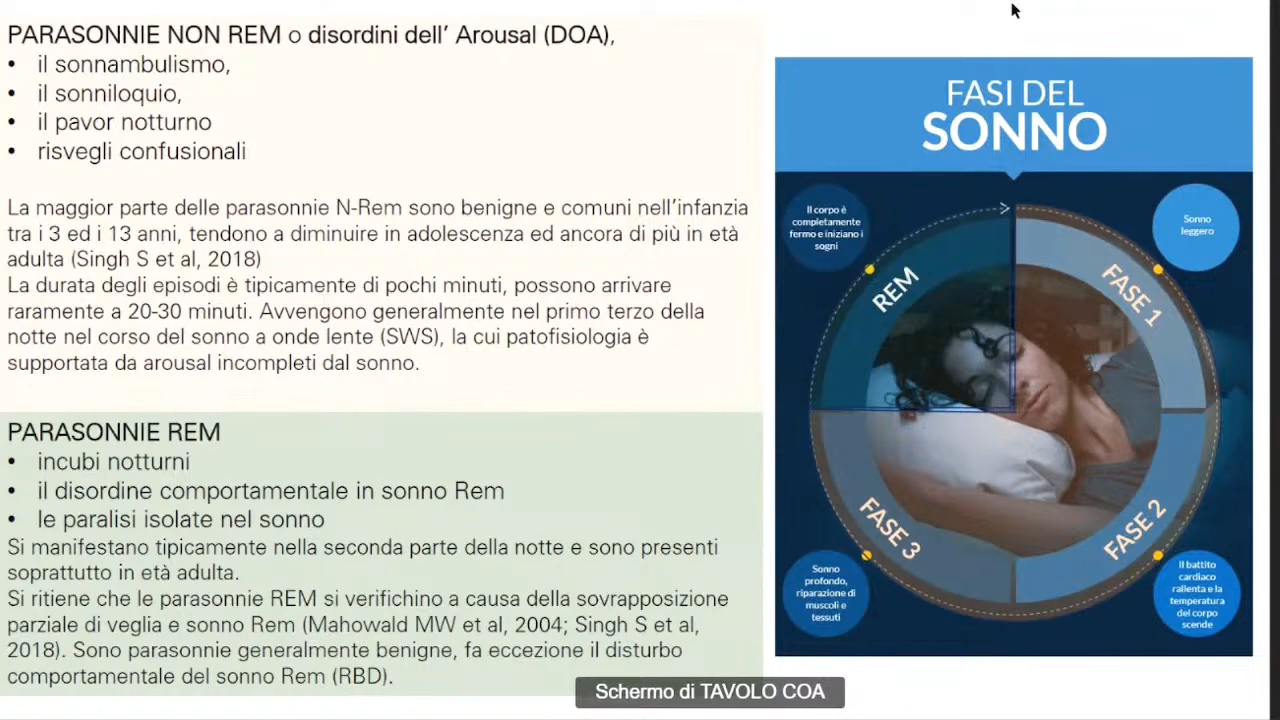 PARASONNIE NON REM o disordini dell’ Arousal (DOA),
• il sonnambulismo,
• il sonniloquio,
• il pavor notturno
• risvegli confusionali
La maggior parte delle parasonnie N-Rem sono benigne e comuni nell’infanzia
tra i 3 ed i 13 anni, tendono a diminuire in adolescenza ed ancora di più in età
adulta (Singh S et al, 2018)
La durata degli episodi è tipicamente di pochi minuti, possono arrivare
raramente a 20-30 minuti. Avvengono generalmente nel primo terzo della
notte nel corso del sonno a onde lente (SWS), la cui patofisiologia è
supportata da arousal incompleti dal sonno.
PARASONNIE REM
• incubi notturni
• il disordine comportamentale in sonno Rem
• le paralisi isolate nel sonno
Si manifestano tipicamente nella seconda parte della notte e sono presenti
soprattutto in età adulta.
Si ritiene che le parasonnie REM si verifichino a causa della sovrapposizione
parziale di veglia e sonno Rem (Mahowald MW et al, 2004; Singh S et al,
2018). Sono parasonnie generalmente benigne, fa eccezione il disturbo
comportamentale del sonno Rem (RBD).
FASI DEL
SONNO
Il corpo è
completamente
fermo e iniziano i
sogni
Sonno
leggero
REM
FASE 1
FASE 3
FASE 2
Sonno
profondo,
riparazione di
muscoli e
tessuti
Il battito
cardiaco
rallenta e la
temperatura
del corpo
scende
Schermo di TAVOLO COA